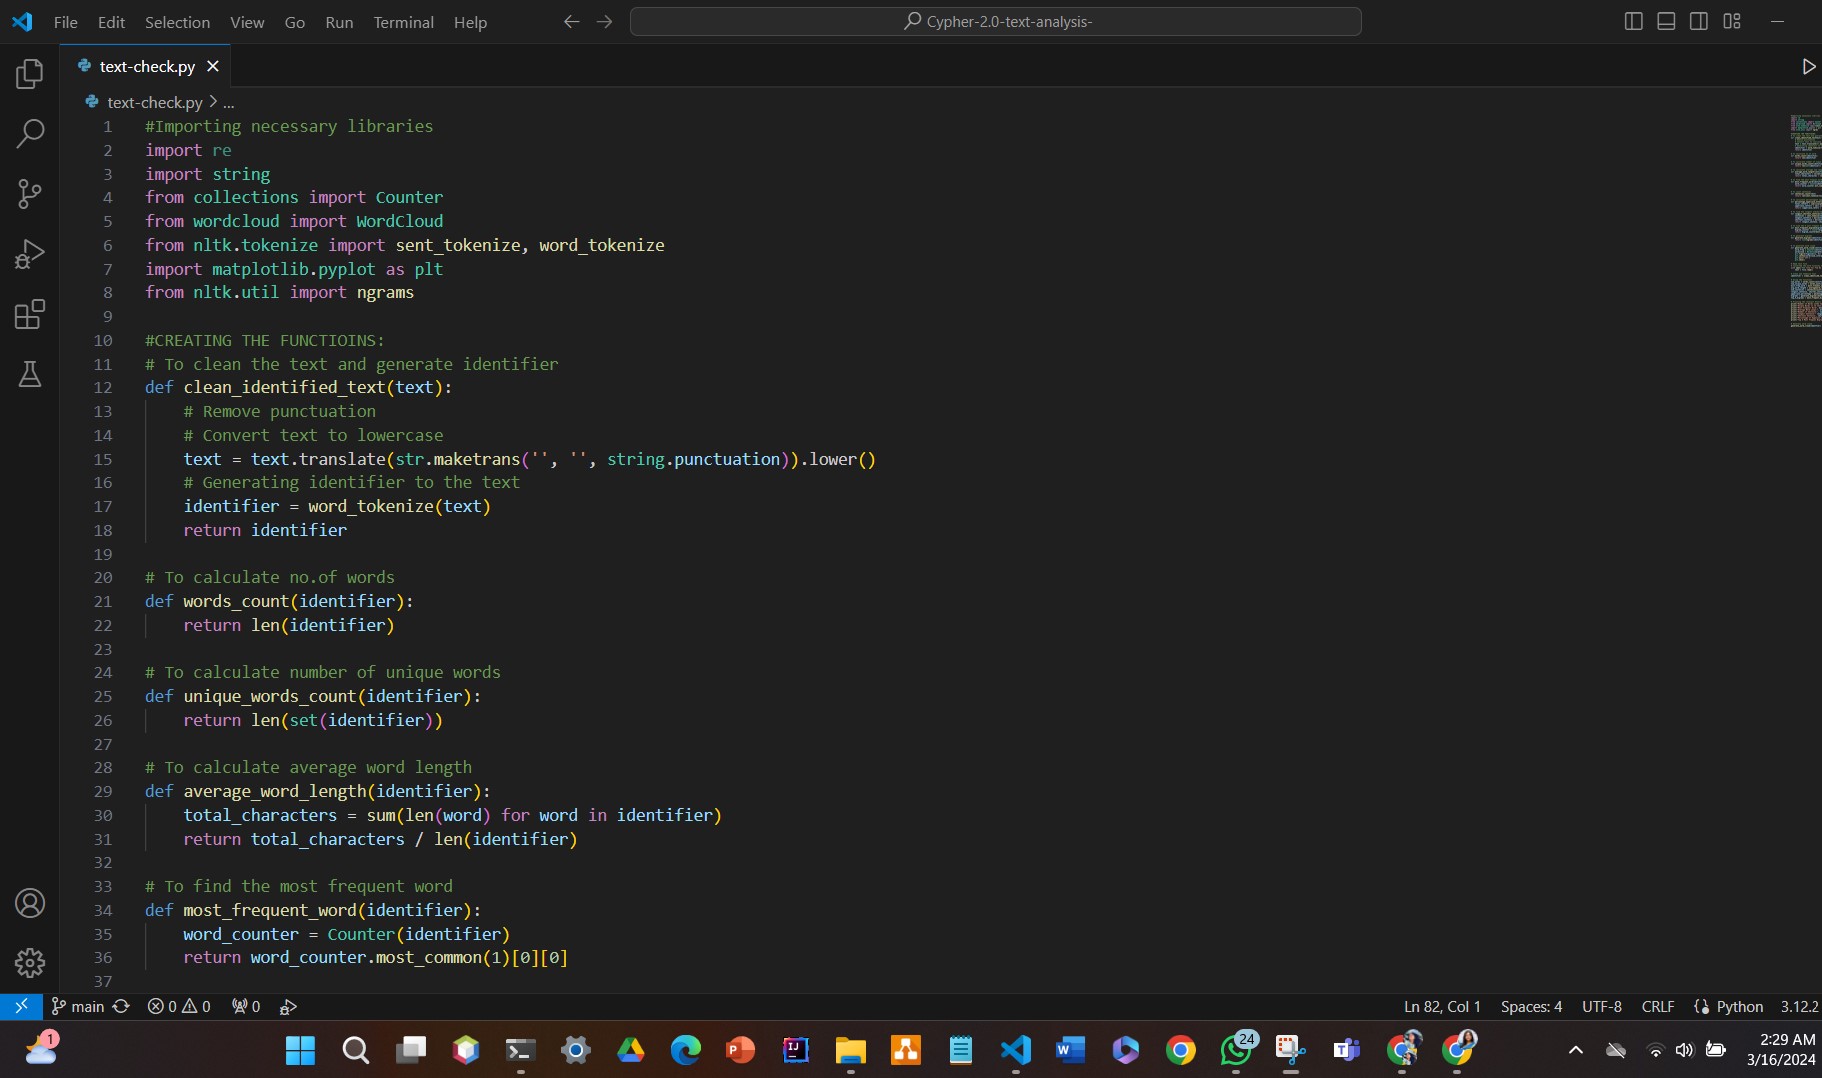 File Edit Selection View Go Run Terminal Help
Cypher-2.0-text-analysis-
text-check.py
text-check.py > ...
1 #Importing necessary libraries
2 import re
3 import string
4 from collections import Counter
5 from wordcloud import WordCloud
6 from nltk.tokenize import sent_tokenize, word_tokenize
7 import matplotlib.pyplot as plt
8 from nltk.util import ngrams
9
10 #CREATING THE FUNCTIOINS:
11 # To clean the text and generate identifier
12 def clean_identified_text(text):
13     # Remove punctuation
14     # Convert text to lowercase
15     text = text.translate(str.maketrans('', '', string.punctuation)).lower()
16     # Generating identifier to the text
17     identifier = word_tokenize(text)
18     return identifier
19
20 # To calculate no.of words
21 def words_count(identifier):
22     return len(identifier)
23
24 # To calculate number of unique words
25 def unique_words_count(identifier):
26     return len(set(identifier))
27
28 # To calculate average word length
29 def average_word_length(identifier):
30     total_characters = sum(len(word) for word in identifier)
31     return total_characters / len(identifier)
32
33 # To find the most frequent word
34 def most_frequent_word(identifier):
35     word_counter = Counter(identifier)
36     return word_counter.most_common(1)[0][0]
37
main 0 0 0 Ln 82, Col 1 Spaces: 4 UTF-8 CRLF Python 3.12.2
1 24 2:29 AM
3/16/2024